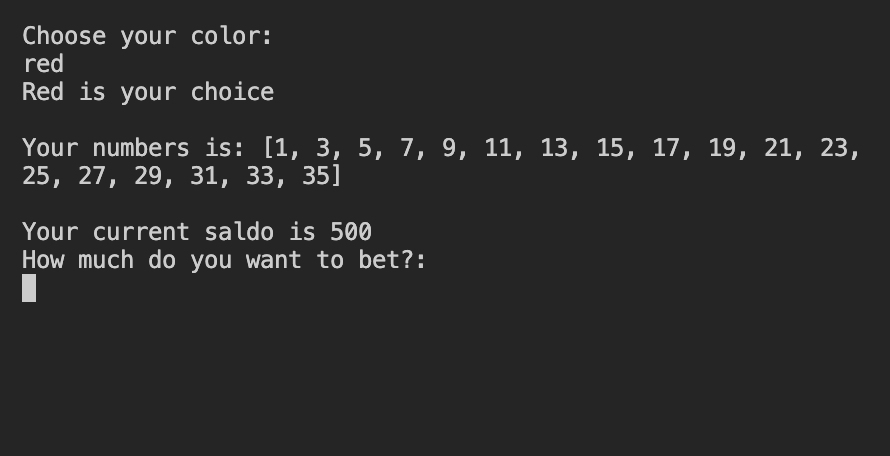 Choose your color:
red
Red is your choice
Your numbers is: [1, 3, 5, 7, 9, 11, 13, 15, 17, 19, 21, 23,
25, 27, 29, 31, 33, 35]
Your current saldo is 500
How much do you want to bet?: